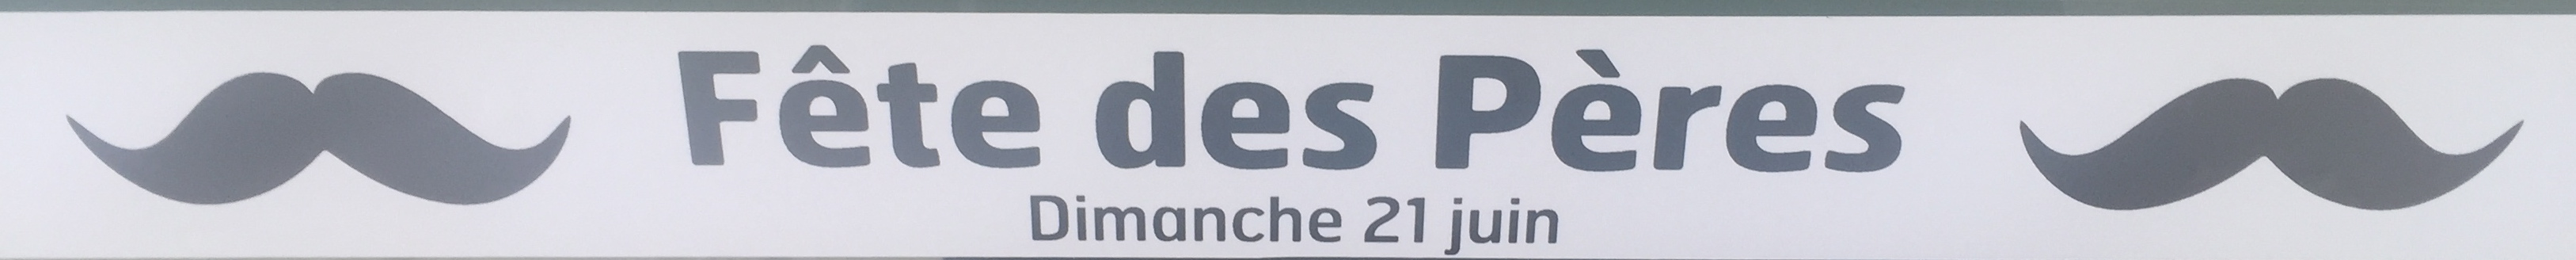 Fête des Pères
Dimanche 21 juin